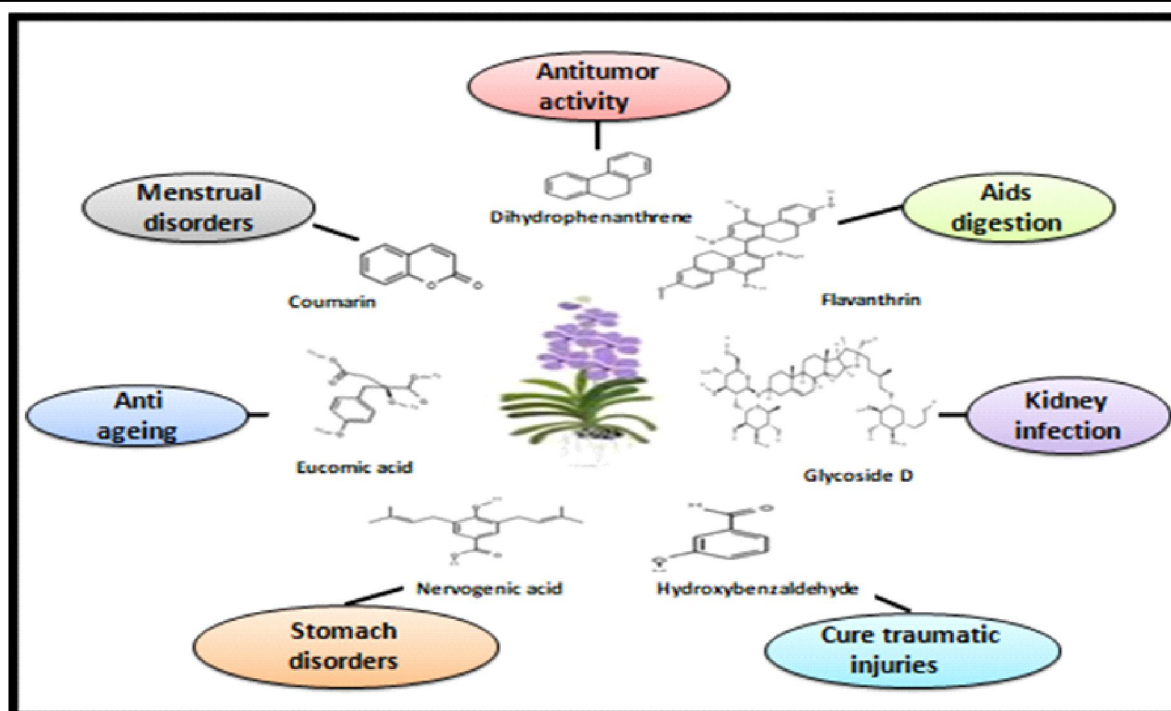 Antitumor
activity
Menstrual
disorders
Aids
digestion
Dihydrophenanthrene
Coumarin
Flavanthrin
Anti
ageing
Kidney
infection
Eucomic acid
Glycoside D
Nervogenic acid
Hydroxybenzaldehyde
Stomach
disorders
Cure traumatic
injuries